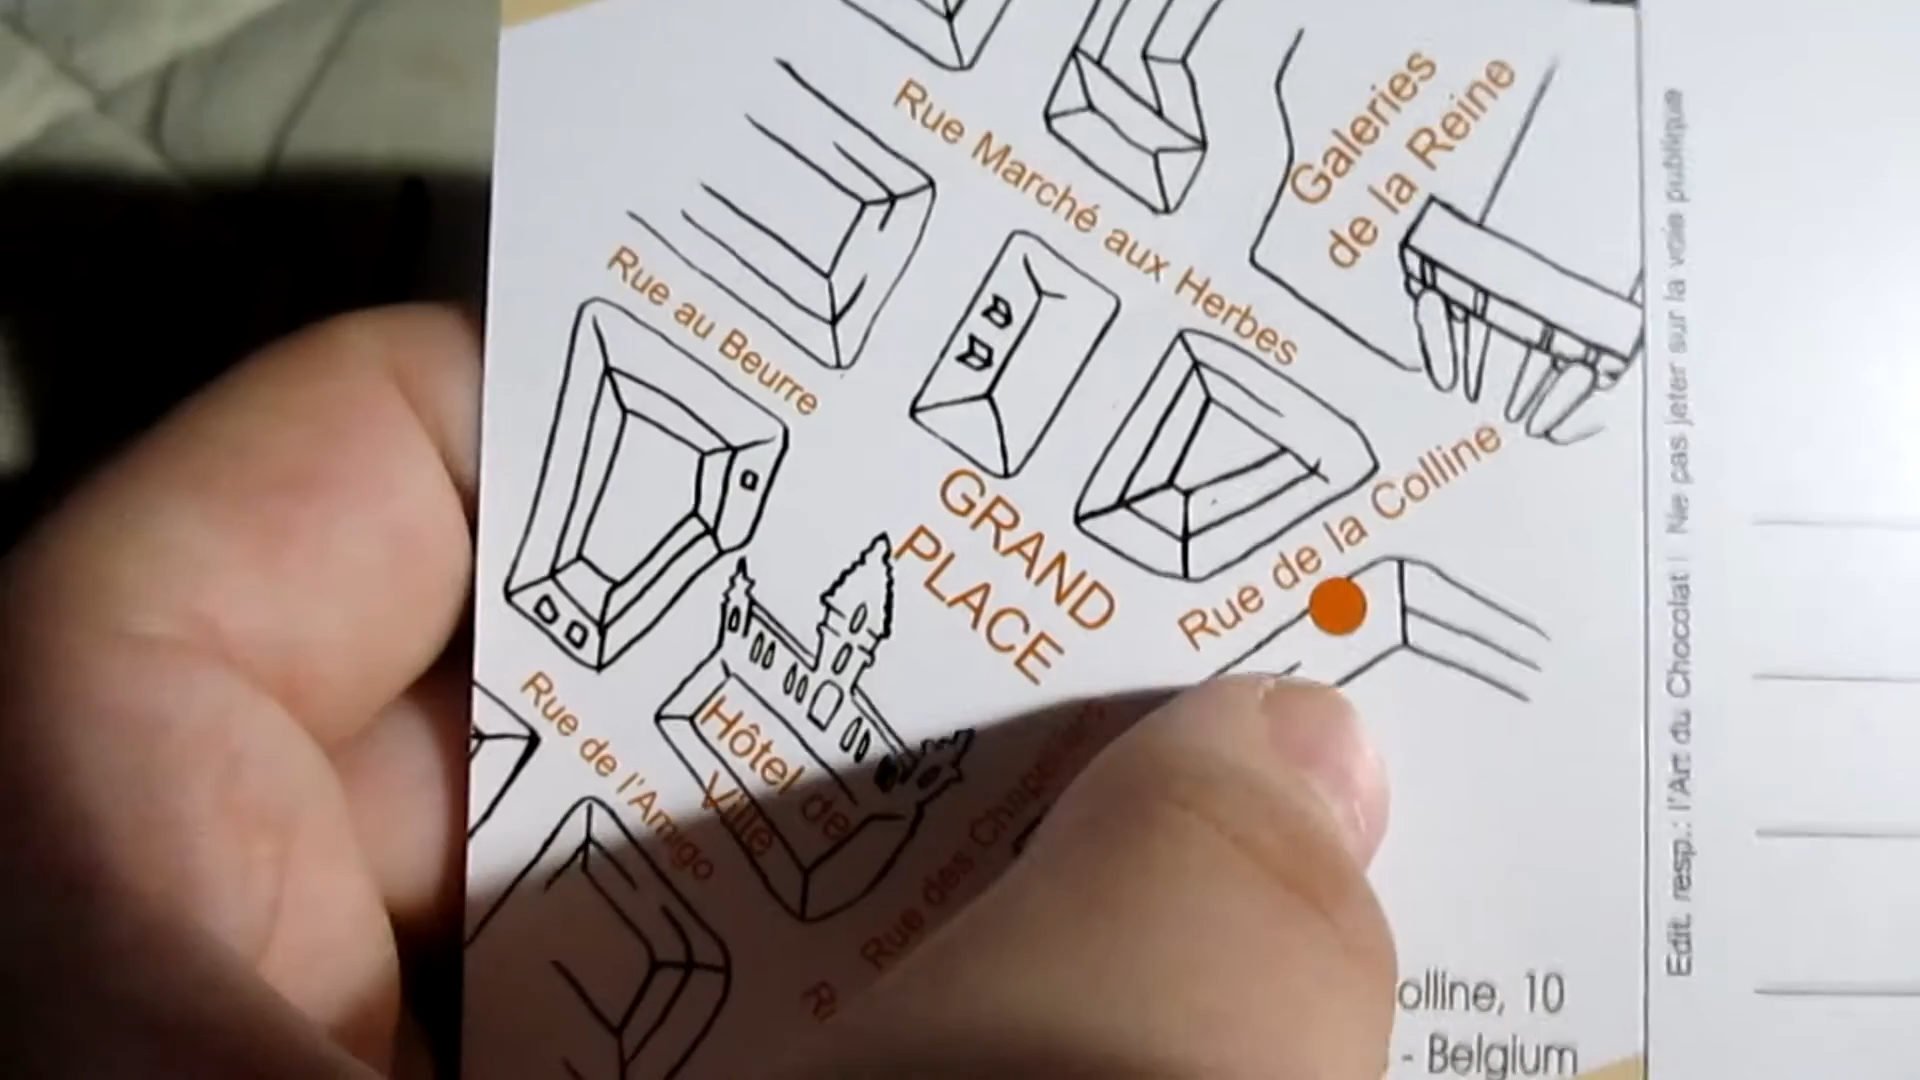 Galeries
de la Reine
Rue Marché aux Herbes
Rue au Beurre
GRAND
PLACE
Rue de la Colline
Hôtel de
Ville
Rue de l'Amigo
Rue des
olline, 10
- Belgium
Edit. resp.: l'Art du Chocolat | Ne pas jeter sur la voie publique